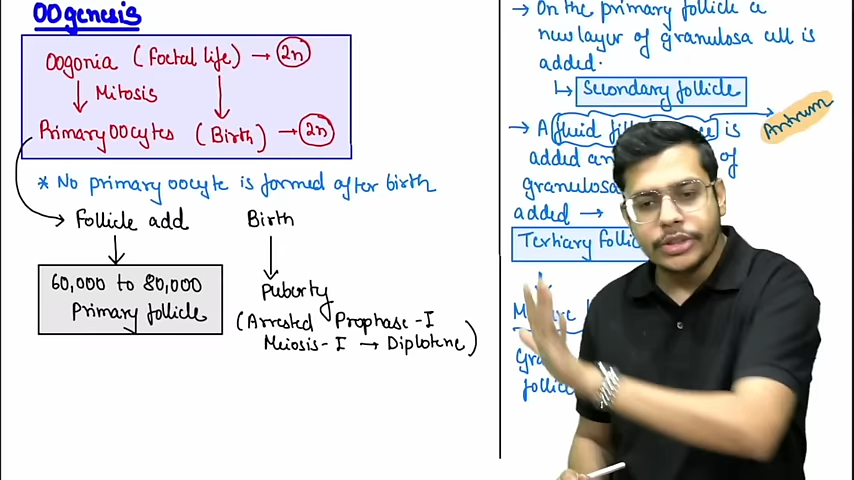 OOgenesis
Oogonia (Foetal life) → 2n
Mitosis
Primary Oocytes (Birth) → 2n
* No primary oocyte is formed after birth
Follicle add
60,000 to 80,000
Primary follicle
Birth
Puberty
(Arrested Prophase-I
Meiosis-I → Diplotene)
→ On the primary follicle a
new layer of granulosa cell is
added.
↳ Secondary follicle
→ A fluid is
Antrum
added of
granulosa
added →
Tertiary
follic